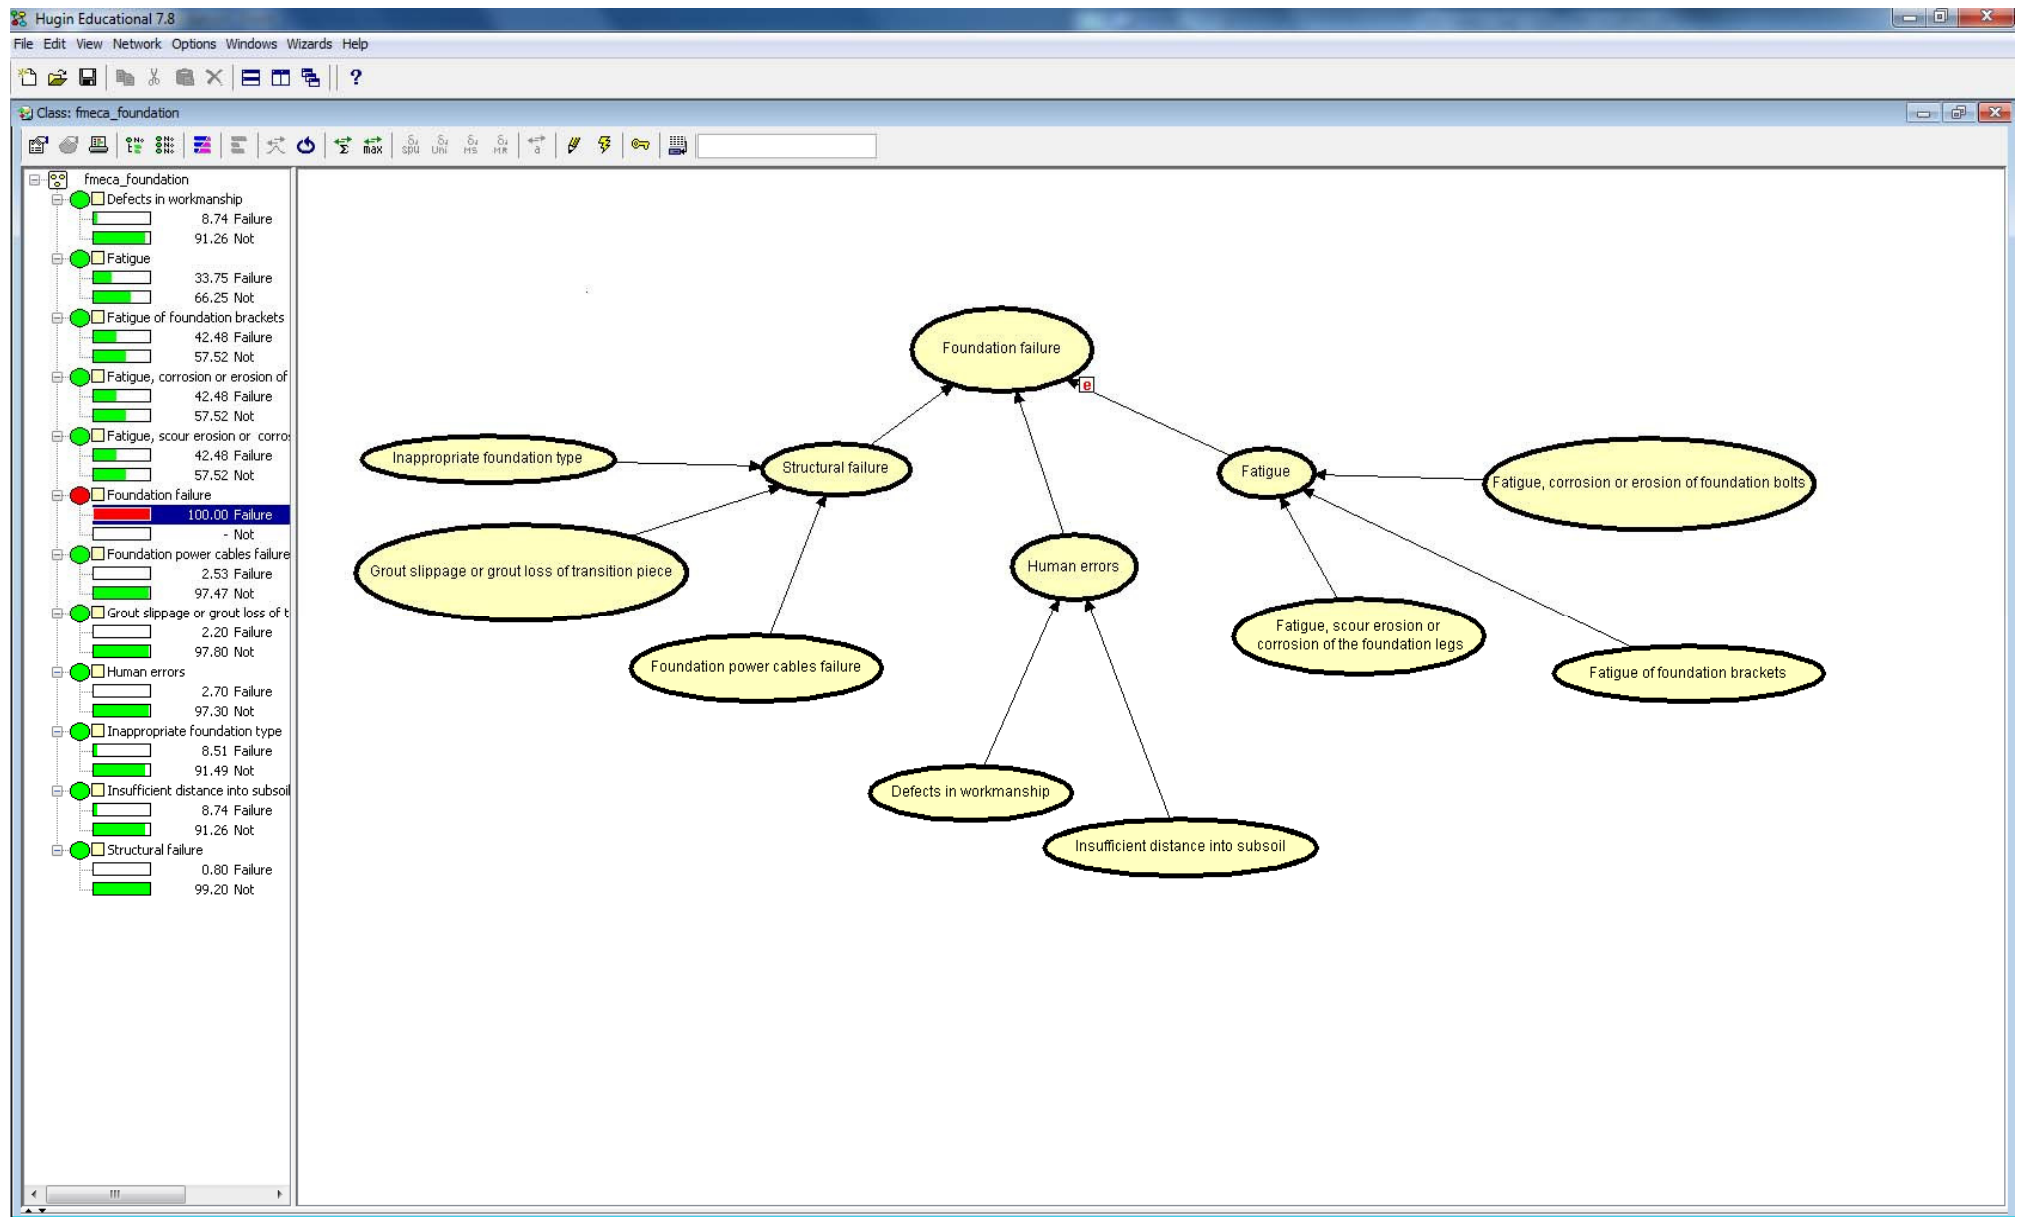 Hugin Educational 7.8
File Edit View Network Options Windows Wizards Help
?
Class: fmeca_foundation
Σ max δ: spu δ: Uni δ: MS δ: MR a
fmeca_foundation
Defects in workmanship
8.74 Failure
91.26 Not
Fatigue
33.75 Failure
66.25 Not
Fatigue of foundation brackets
42.48 Failure
57.52 Not
Fatigue, corrosion or erosion of
42.48 Failure
57.52 Not
Fatigue, scour erosion or corro
42.48 Failure
57.52 Not
Foundation failure
100.00 Failure
- Not
Foundation power cables failure
2.53 Failure
97.47 Not
Grout slippage or grout loss of t
2.20 Failure
97.80 Not
Human errors
2.70 Failure
97.30 Not
Inappropriate foundation type
8.51 Failure
91.49 Not
Insufficient distance into subsoil
8.74 Failure
91.26 Not
Structural failure
0.80 Failure
99.20 Not
Foundation failure
e
Inappropriate foundation type
Structural failure
Fatigue
Fatigue, corrosion or erosion of foundation bolts
Grout slippage or grout loss of transition piece
Human errors
Fatigue, scour erosion or
corrosion of the foundation legs
Foundation power cables failure
Fatigue of foundation brackets
Defects in workmanship
Insufficient distance into subsoil